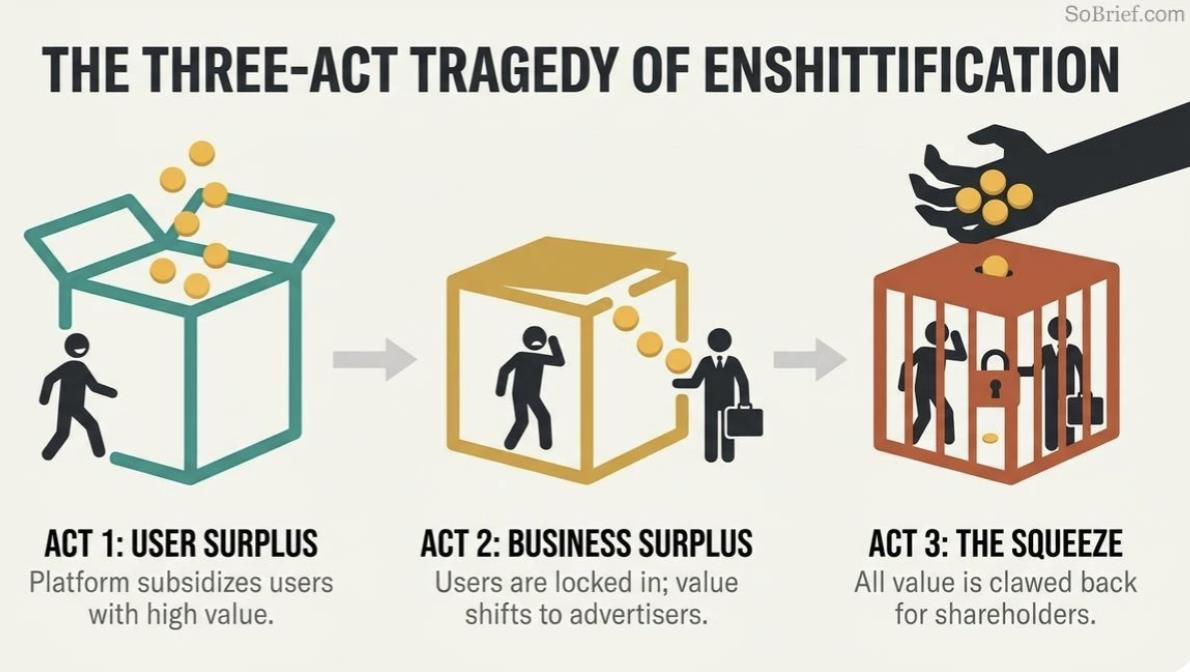 SoBrief.com
THE THREE-ACT TRAGEDY OF ENSHITTIFICATION
ACT 1: USER SURPLUS
Platform subsidizes users
with high value.
ACT 2: BUSINESS SURPLUS
Users are locked in; value
shifts to advertisers.
ACT 3: THE SQUEEZE
All value is clawed back
for shareholders.